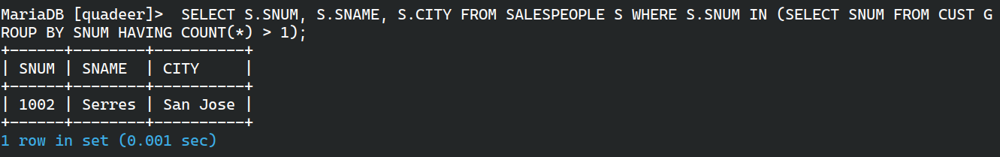 MariaDB [quadeer]>  SELECT S.SNUM, S.SNAME, S.CITY FROM SALESPEOPLE S WHERE S.SNUM IN (SELECT SNUM FROM CUST G
ROUP BY SNUM HAVING COUNT(*) > 1);
+------+--------+----------+
| SNUM | SNAME  | CITY     |
+------+--------+----------+
| 1002 | Serres | San Jose |
+------+--------+----------+
1 row in set (0.001 sec)